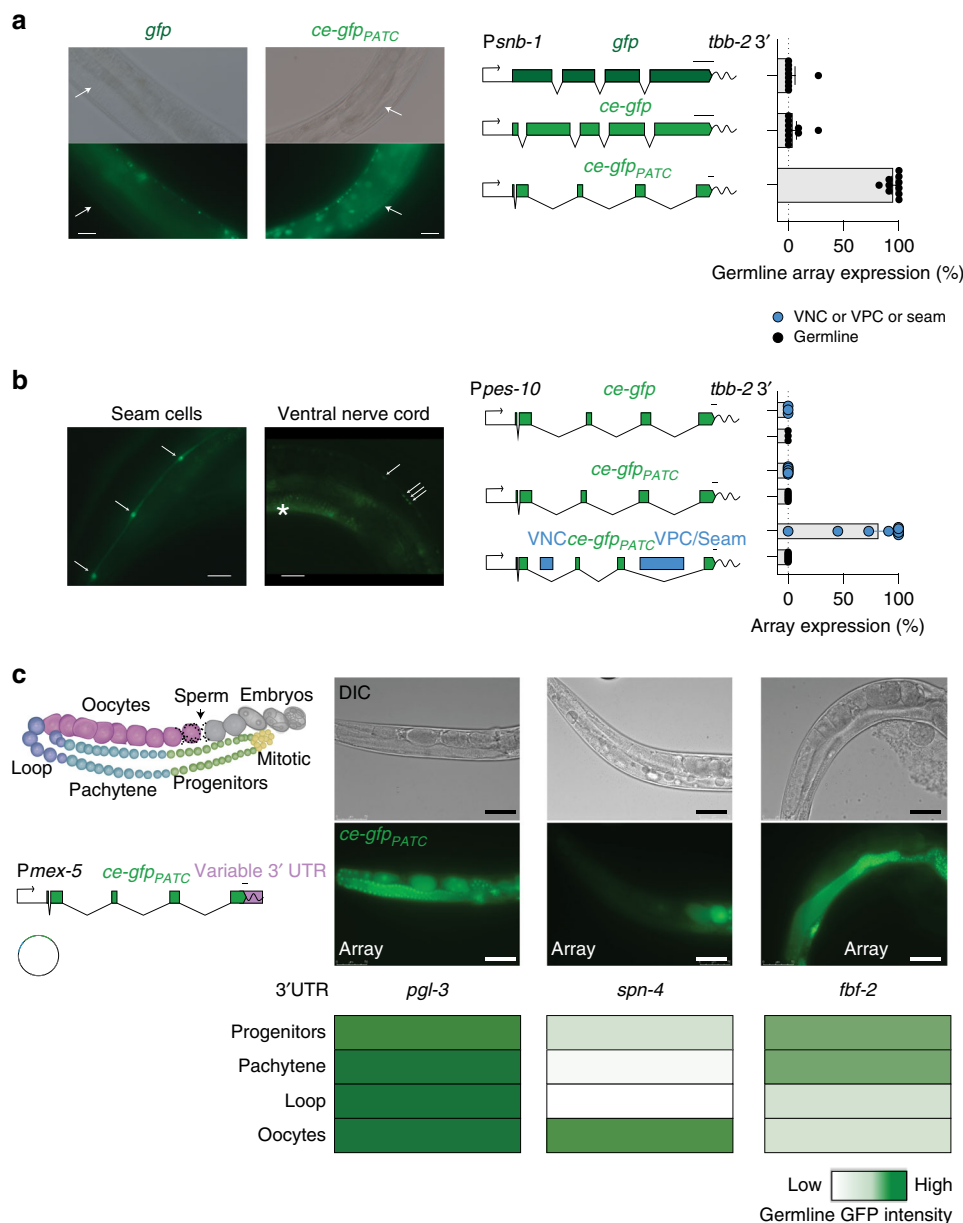 a
gfp
ce-gfpPATC
Psnb-1 gfp tbb-2 3′
ce-gfp
ce-gfpPATC
0 50 100
Germline array expression (%)
VNC or VPC or seam
Germline
b
Seam cells
Ventral nerve cord
*
Ppes-10 ce-gfp tbb-2 3′
ce-gfpPATC
VNC ce-gfpPATC VPC/Seam
0 50 100
Array expression (%)
c
Oocytes
Sperm
Embryos
Loop
Pachytene
Progenitors
Mitotic
Pmex-5 ce-gfpPATC Variable 3′ UTR
DIC
ce-gfpPATC
Array
Array
Array
3′UTR pgl-3 spn-4 fbf-2
Progenitors
Pachytene
Loop
Oocytes
Low High
Germline GFP intensity